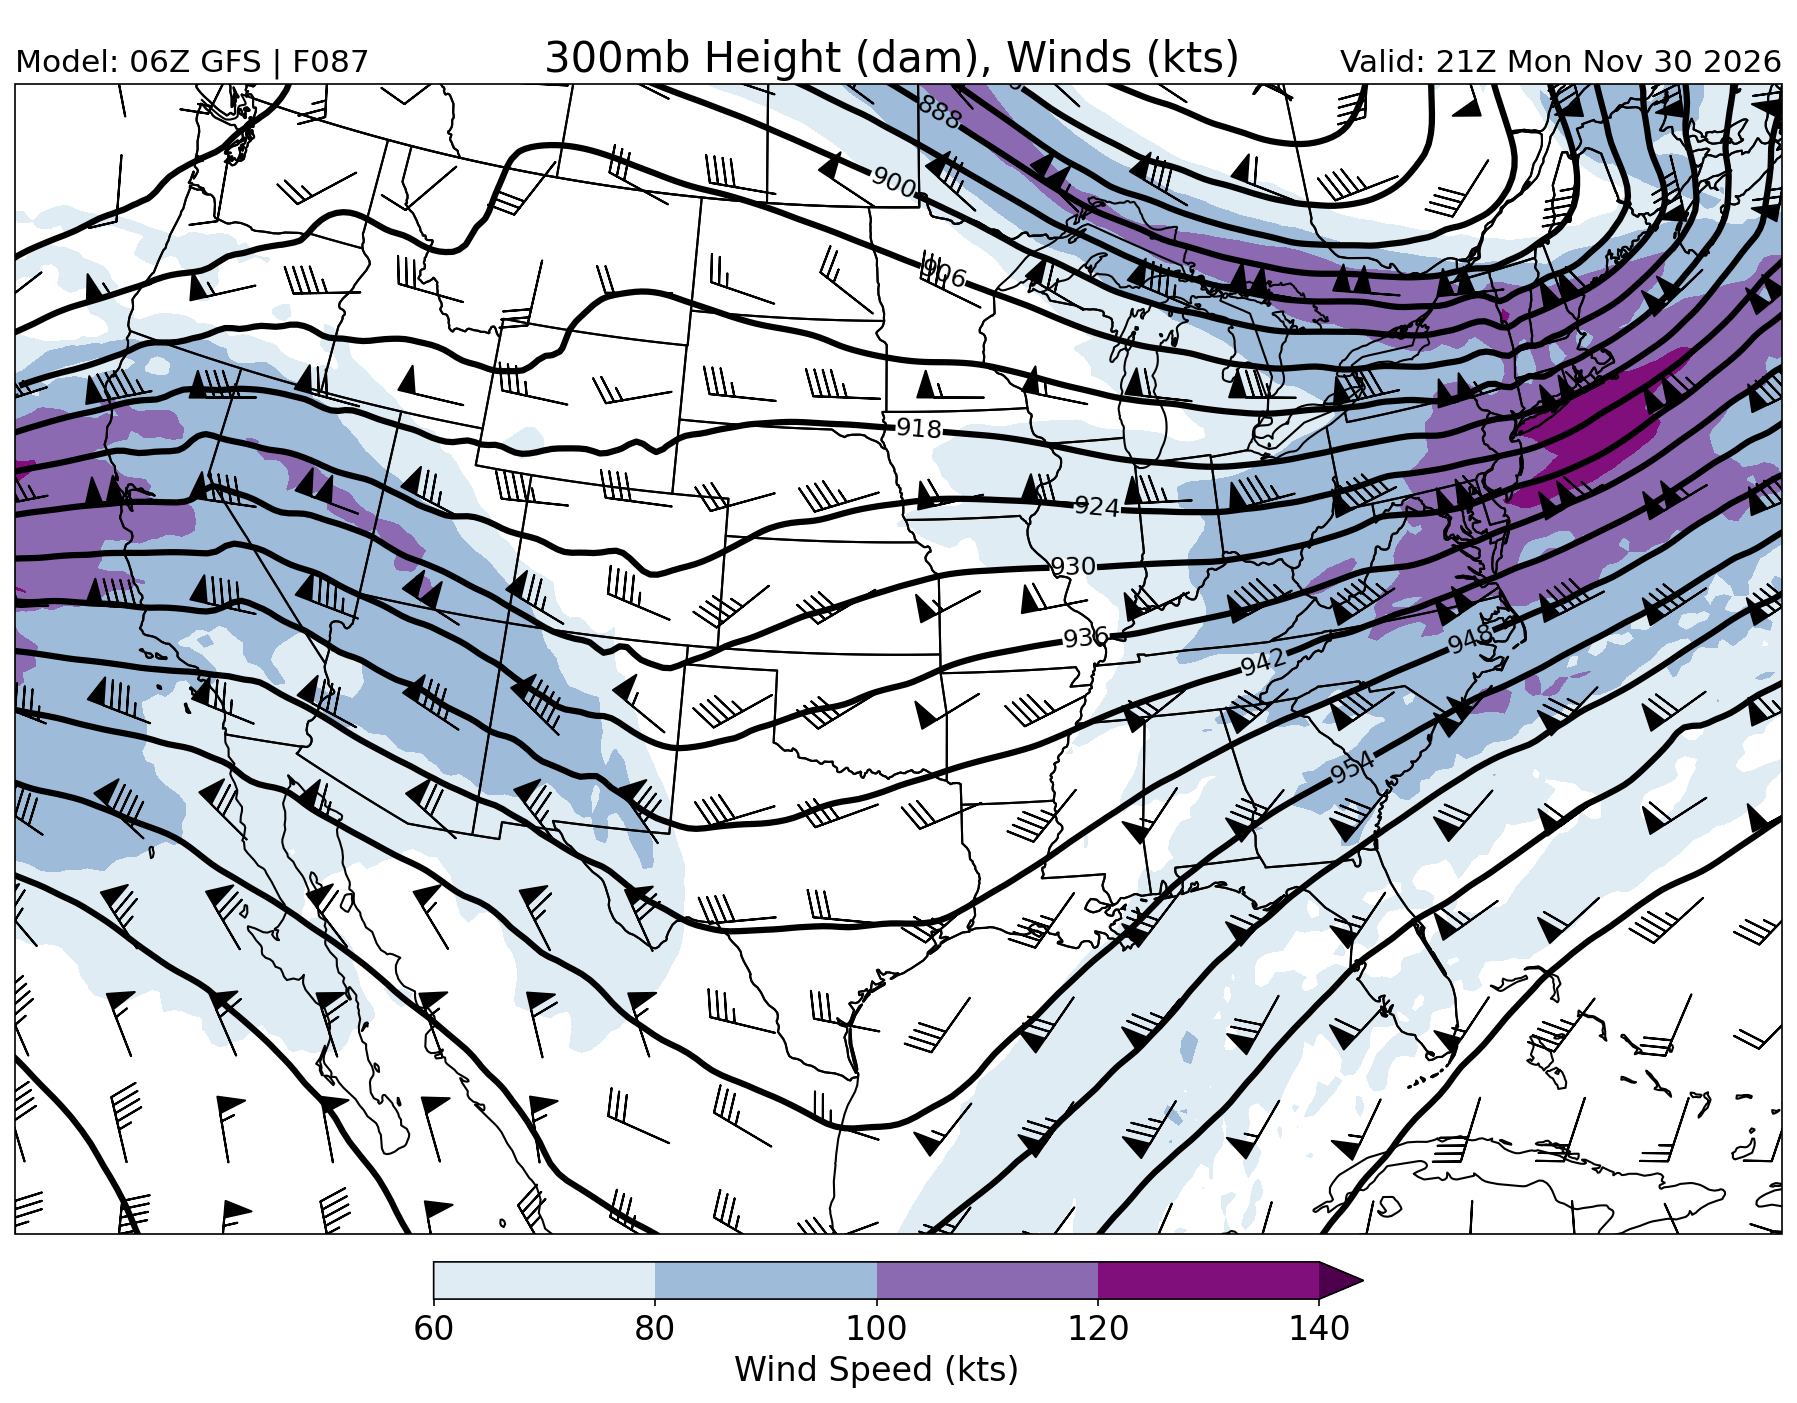 Model: 06Z GFS | F087
300mb Height (dam), Winds (kts)
Valid: 21Z Mon Nov 30 2026
888
900
906
918
924
930
936
942
948
954
60 80 100 120 140
Wind Speed (kts)